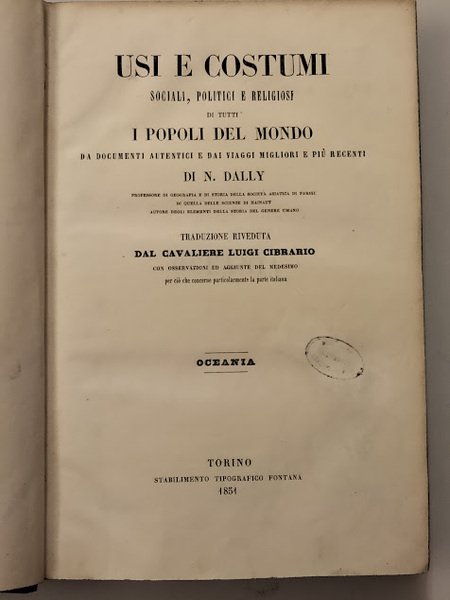 USI E COSTUMI
SOCIALI, POLITICI E RELIGIOSI
DI TUTTI
I POPOLI DEL MONDO
DA DOCUMENTI AUTENTICI E DAI VIAGGI MIGLIORI E PIÙ RECENTI
DI N. DALLY
PROFESSORE DI GEOGRAFIA E DI STORIA DELLA SOCIETÀ ASIATICA DI PARIGI
DI QUELLA DELLE SCIENZE DI HAINAUT
AUTORE DEGLI ELEMENTI DELLA STORIA DEL GENERE UMANO
TRADUZIONE RIVEDUTA
DAL CAVALIERE LUIGI CIBRARIO
CON OSSERVAZIONI ED AGGIUNTE DEL MEDESIMO
per ciò che concerne particolarmente la parte italiana
OCEANIA
TORINO
STABILIMENTO TIPOGRAFICO FONTANA
1851